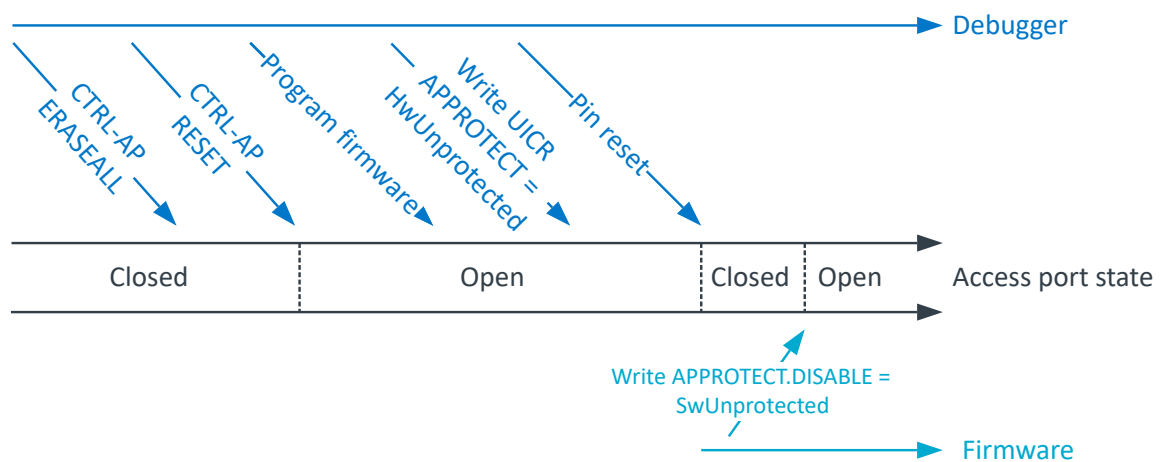 Debugger
CTRL-AP
ERASEALL
CTRL-AP
RESET
Program firmware
Write UICR
APPROTECT =
HwUnprotected
Pin reset
Closed
Open
Closed
Open
Access port state
Write APPROTECT.DISABLE =
SwUnprotected
Firmware